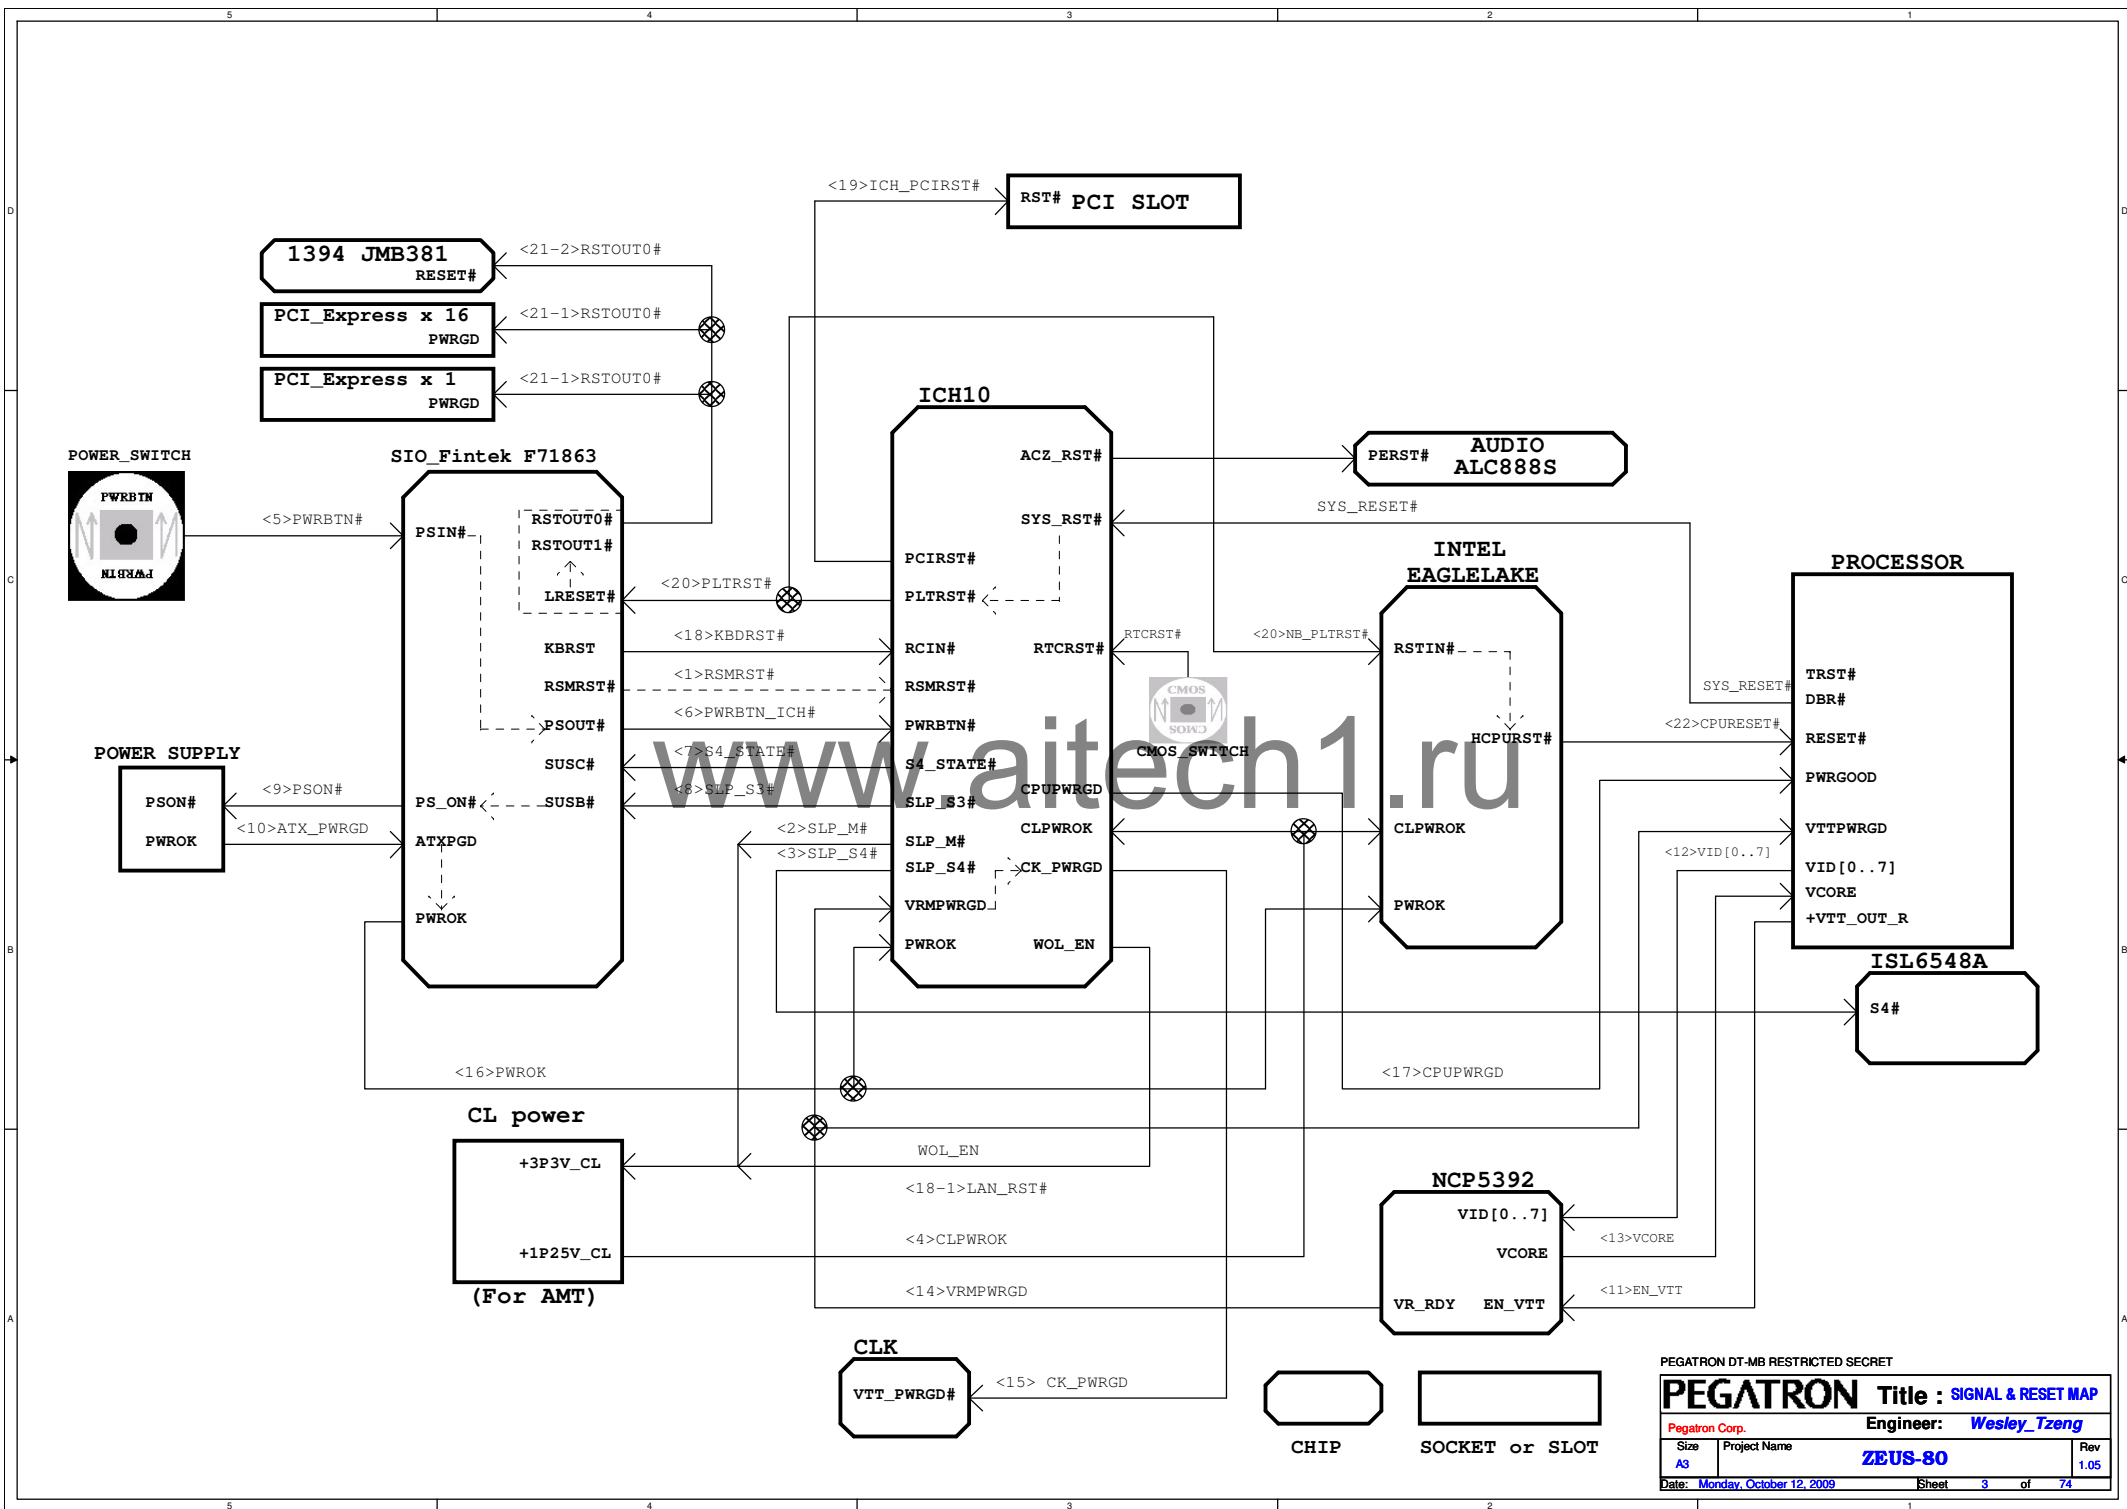 5 4 3 2 1
D D
<19>ICH_PCIRST#
RST# PCI SLOT
1394 JMB381
RESET#
<21-2>RSTOUT0#
PCI_Express x 16
PWRGD
<21-1>RSTOUT0#
PCI_Express x 1
PWRGD
<21-1>RSTOUT0#
ICH10
POWER_SWITCH
PWRBTN
PWRBTN
<5>PWRBTN#
SIO_Fintek F71863
PSIN#
RSTOUT0#
RSTOUT1#
LRESET#
KBRST
RSMRST#
PSOUT#
SUSC#
PS_ON#
SUSB#
ATXPGD
PWROK
<20>PLTRST#
<18>KBDRST#
<1>RSMRST#
<6>PWRBTN_ICH#
<7>S4_STATE#
<8>SLP_S3#
<2>SLP_M#
<3>SLP_S4#
ACZ_RST#
SYS_RST#
PCIRST#
PLTRST#
RCIN#
RTCRST#
RSMRST#
PWRBTN#
S4_STATE#
CPUPWRGD
SLP_S3#
CLPWROK
SLP_M#
SLP_S4#
CK_PWRGD
VRMPWRGD
PWROK
WOL_EN
PERST#
AUDIO
ALC888S
SYS_RESET#
INTEL
EAGLELAKE
RTCRST#
<20>NB_PLTRST#
RSTIN#
CMOS
CMOS
CMOS_SWITCH
HCPURST#
CLPWROK
PWROK
PROCESSOR
C C
SYS_RESET#
TRST#
DBR#
<22>CPURESET#
RESET#
PWRGOOD
VTTPWRGD
<12>VID[0..7]
VID[0..7]
VCORE
+VTT_OUT_R
www.aitech1.ru
POWER SUPPLY
PSON#
PWROK
<9>PSON#
<10>ATX_PWRGD
B B
ISL6548A
S4#
<16>PWROK
<17>CPUPWRGD
CL power
+3P3V_CL
+1P25V_CL
(For AMT)
WOL_EN
<18-1>LAN_RST#
<4>CLPWROK
<14>VRMPWRGD
NCP5392
VID[0..7]
VCORE
VR_RDY EN_VTT
<13>VCORE
<11>EN_VTT
A A
CLK
VTT_PWRGD#
<15> CK_PWRGD
CHIP
SOCKET or SLOT
PEGATRON DT-MB RESTRICTED SECRET
PEGATRON Title : SIGNAL & RESET MAP
Pegatron Corp. Engineer: Wesley_Tzeng
Size Project Name Rev
A3 ZEUS-80 1.05
Date: Monday, October 12, 2009 Sheet 3 of 74
5 4 3 2 1